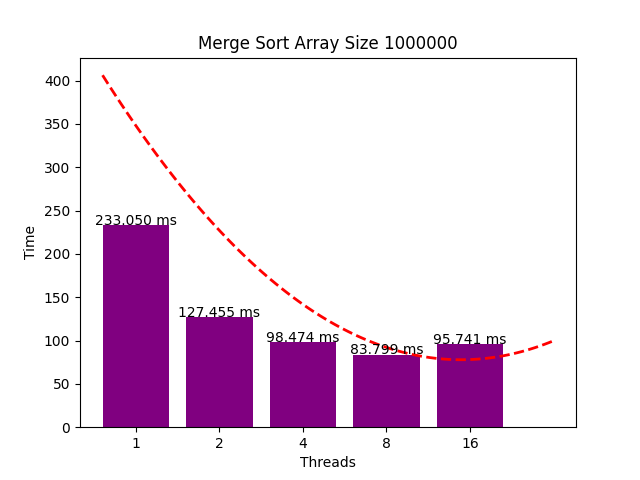 Merge Sort Array Size 1000000
Time
400
350
300
250
200
150
100
50
0
233.050 ms
127.455 ms
98.474 ms
83.799 ms
95.741 ms
1 2 4 8 16
Threads